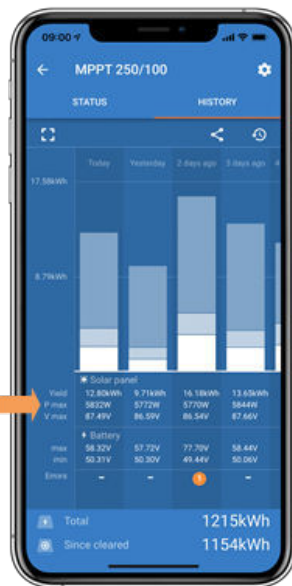 09:00
MPPT 250/100
STATUS HISTORY
Today Yesterday 2 days ago 3 days ago 4
17.58kWh
8.79kWh
Solar panel
Yield 12.80kWh 9.71kWh 16.18kWh 13.65kWh
P max 5832W 5772W 5770W 5844W
V max 87.49V 86.59V 86.54V 87.66V
Battery
max 58.32V 57.72V 77.70V 58.44V
min 50.31V 50.30V 49.44V 50.06V
Errors - - 1 -
Total 1215kWh
Since cleared 1154kWh